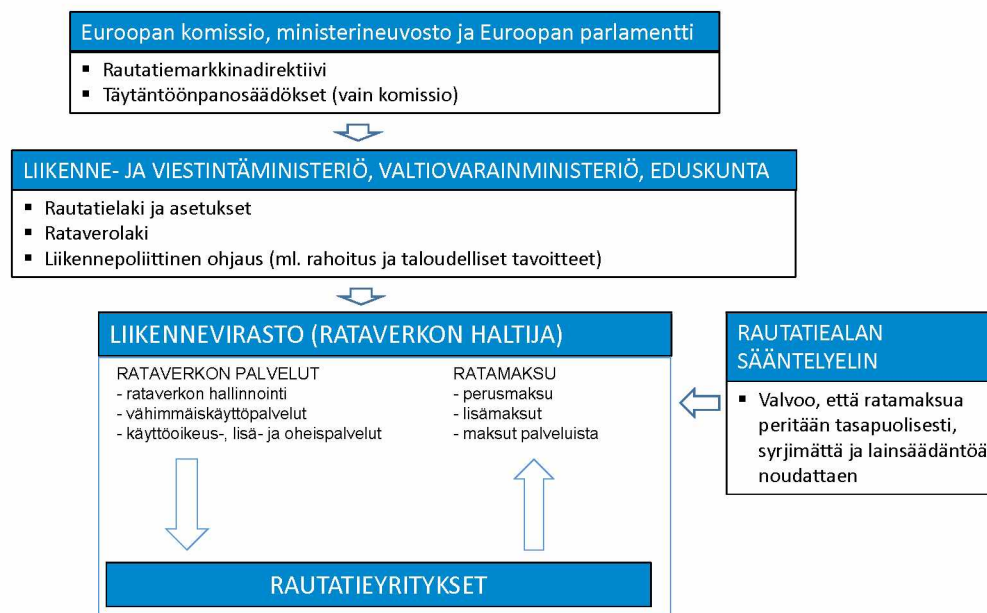 Euroopan komissio, ministerineuvosto ja Euroopan parlamentti
▪ Rautatiemarkkinadirektiivi
▪ Täytäntöönpanosäädökset (vain komissio)
LIIKENNE- JA VIESTINTÄMINISTERIÖ, VALTIOVARAINMINISTERIÖ, EDUSKUNTA
▪ Rautatielaki ja asetukset
▪ Rataverolaki
▪ Liikennepoliittinen ohjaus (ml. rahoitus ja taloudelliset tavoitteet)
LIIKENNEVIRASTO (RATAVERKON HALTIJA)
RATAVERKON PALVELUT
- rataverkon hallinnointi
- vähimmäiskäyttöpalvelut
- käyttöoikeus-, lisä- ja oheispalvelut
RATAMAKSU
- perusmaksu
- lisämaksut
- maksut palveluista
RAUTATIEYRITYKSET
RAUTATIEALAN
SÄÄNTELYELIN
▪ Valvoo, että ratamaksua
peritään tasapuolisesti,
syrjimättä ja lainsäädäntöä
noudattaen